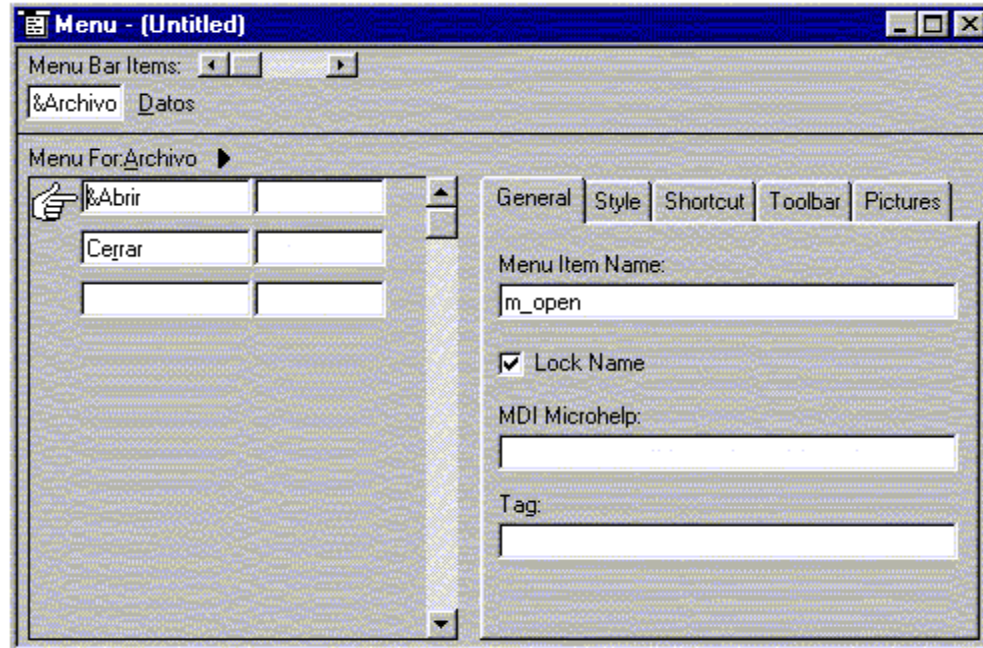 Menu - (Untitled)
Menu Bar Items:
&Archivo Datos
Menu For:Archivo
&Abrir
Cerrar
General Style Shortcut Toolbar Pictures
Menu Item Name:
m_open
Lock Name
MDI Microhelp:
Tag: